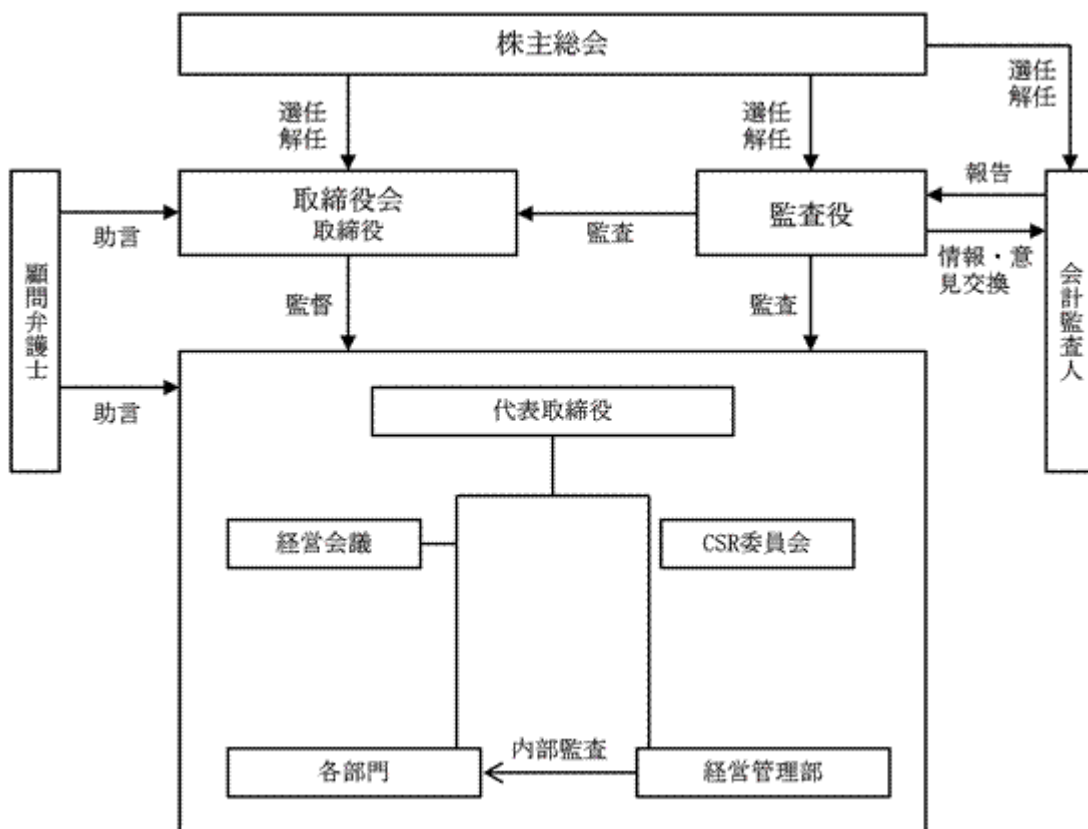 株主総会
選任
解任
選任
解任
選任
解任
取締役会
取締役
監査役
報告
助言
監査
情報・意
見交換
顧問弁護士
会計監査人
監督
監査
助言
代表取締役
経営会議
CSR委員会
各部門
内部監査
経営管理部